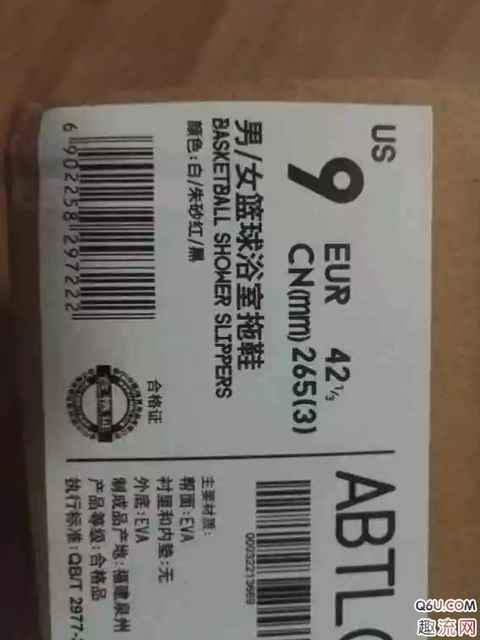 US 9
EUR 42 1/3
CN(mm) 265(3)
男/女篮球浴室拖鞋
BASKETBALL SHOWER SLIPPERS
颜色:白/朱砂红/黑
6 902258 297222
合格证
ABTL
主要材质:
帮面:EVA
衬里和内垫:无
外底:EVA
制成品产地:福建泉州
产品等级:合格品
执行标准:QB/T 2977-
Q6U.COM
趣流网